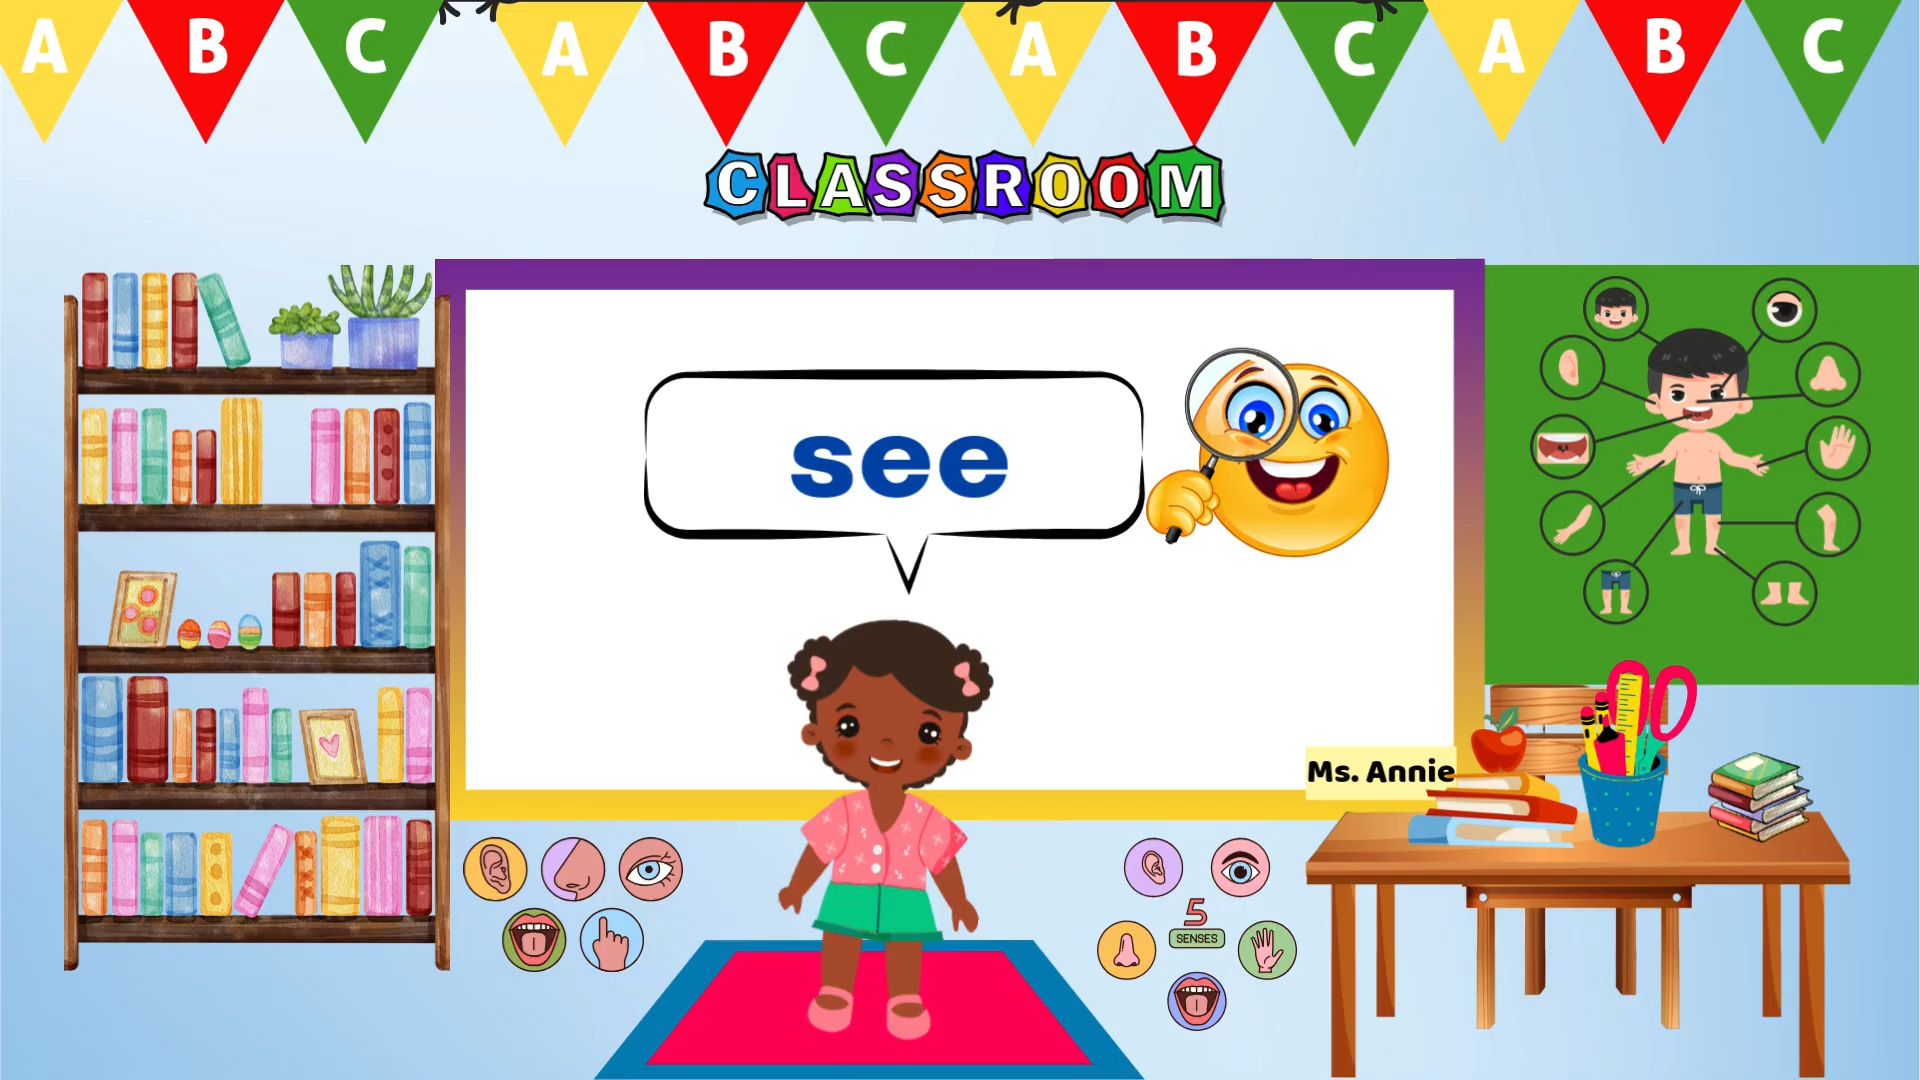 A B C A B C A B C A B C
CLASSROOM
see
Ms. Annie
5
SENSES